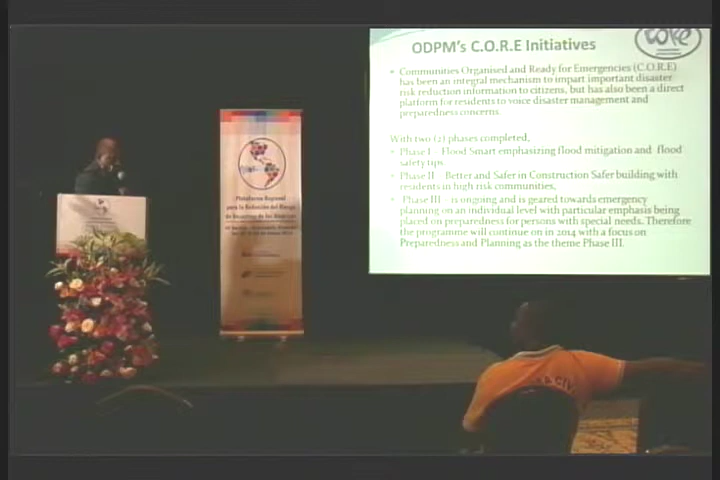 ODPM's C.O.R.E Initiatives
core
• Communities Organised and Ready for Emergencies (C.O.R.E)
has been an integral mechanism to impart important disaster
risk reduction information to citizens, but has also been a direct
platform for residents to voice disaster management and
preparedness concerns.
With two (2) phases completed,
• Phase I – Flood Smart emphasizing flood mitigation and flood
safety tips
• Phase II – Better and Safer in Construction Safer building with
residents in high risk communities,
• Phase III – is ongoing and is geared towards emergency
planning on an individual level with particular emphasis being
placed on preparedness for persons with special needs. Therefore
the programme will continue on in 2014 with a focus on
Preparedness and Planning as the theme Phase III.
Plataforma Regional
para la Reducción del Riesgo
de Desastres de las Américas
& CIV